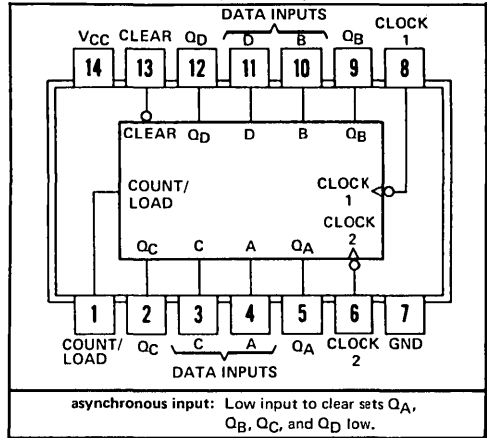 DATA INPUTS
VCC CLEAR QD D B QB CLOCK 1
14 13 12 11 10 9 8
CLEAR QD D B QB
COUNT/
LOAD
CLOCK
1
CLOCK
2
QC C A QA
1 2 3 4 5 6 7
COUNT/
LOAD
QC C A QA CLOCK
2
GND
DATA INPUTS
asynchronous input: Low input to clear sets QA,
QB, QC, and QD low.